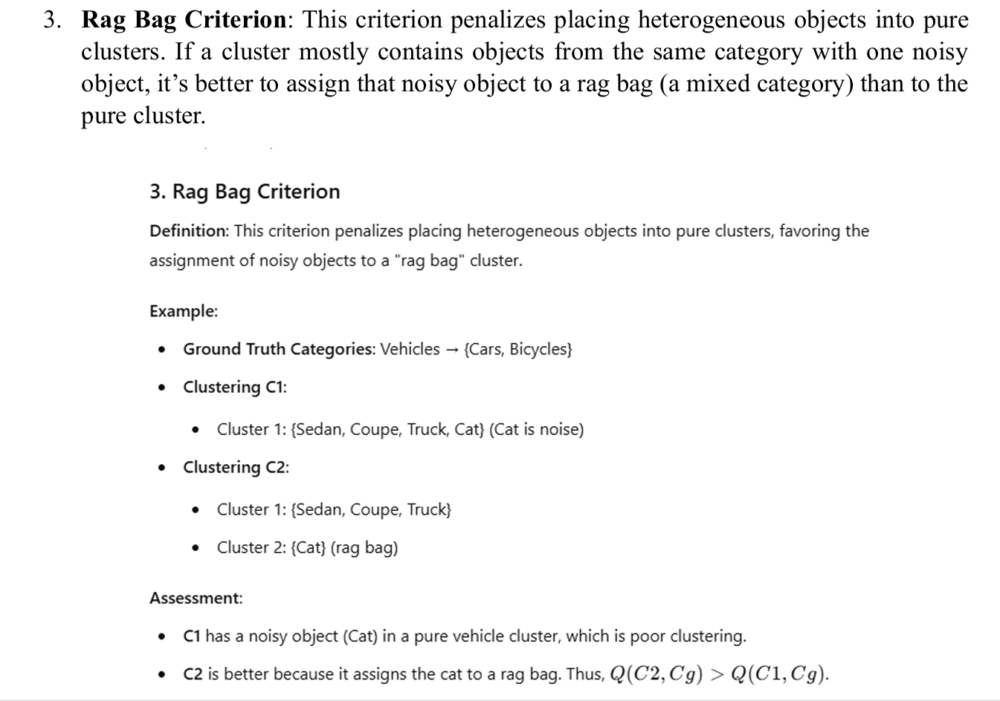 3. Rag Bag Criterion: This criterion penalizes placing heterogeneous objects into pure
clusters. If a cluster mostly contains objects from the same category with one noisy
object, it’s better to assign that noisy object to a rag bag (a mixed category) than to the
pure cluster.
3. Rag Bag Criterion
Definition: This criterion penalizes placing heterogeneous objects into pure clusters, favoring the
assignment of noisy objects to a "rag bag" cluster.
Example:
• Ground Truth Categories: Vehicles → {Cars, Bicycles}
• Clustering C1:
• Cluster 1: {Sedan, Coupe, Truck, Cat} (Cat is noise)
• Clustering C2:
• Cluster 1: {Sedan, Coupe, Truck}
• Cluster 2: {Cat} (rag bag)
Assessment:
• C1 has a noisy object (Cat) in a pure vehicle cluster, which is poor clustering.
• C2 is better because it assigns the cat to a rag bag. Thus, Q(C2, Cg) > Q(C1, Cg).